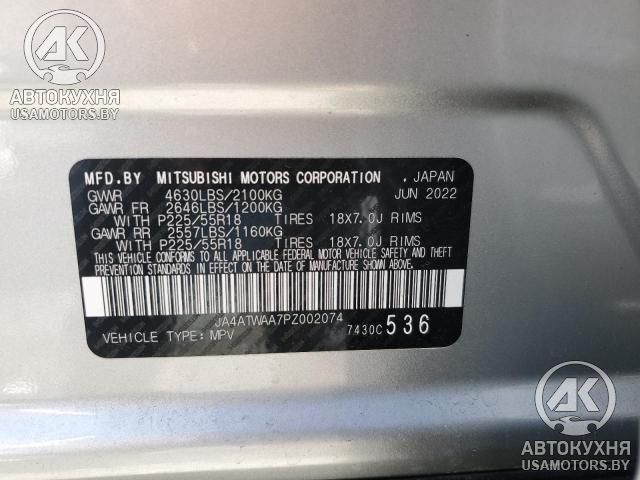 AK
АВТОКУХНЯ
USAMOTORS.BY
MFD.BY MITSUBISHI MOTORS CORPORATION , JAPAN
GVWR 4630LBS/2100KG JUN 2022
GAWR FR 2646LBS/1200KG
WITH P225/55R18 TIRES 18X7.0J RIMS
GAWR RR 2557LBS/1160KG
WITH P225/55R18 TIRES 18X7.0J RIMS
THIS VEHICLE CONFORMS TO ALL APPLICABLE FEDERAL MOTOR VEHICLE SAFETY AND THEFT
PREVENTION STANDARDS IN EFFECT ON THE DATE OF MANUFACTURE SHOWN ABOVE.
JA4ATWAA7PZ002074
VEHICLE TYPE: MPV 7430C 536
AK
АВТОКУХНЯ
USAMOTORS.BY